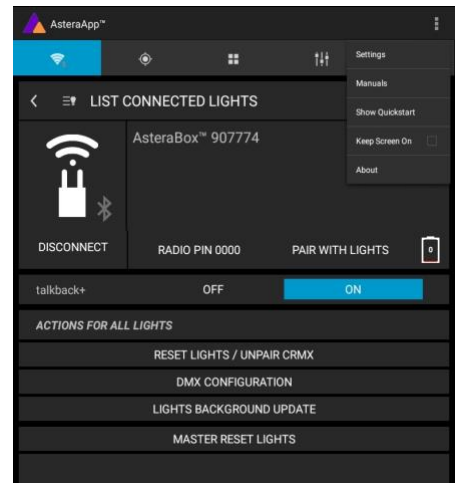 AsteraApp™
Settings
Manuals
Show Quickstart
Keep Screen On
About
LIST CONNECTED LIGHTS
AsteraBox™ 907774
DISCONNECT
RADIO PIN 0000
PAIR WITH LIGHTS
0
talkback+ OFF ON
ACTIONS FOR ALL LIGHTS
RESET LIGHTS / UNPAIR CRMX
DMX CONFIGURATION
LIGHTS BACKGROUND UPDATE
MASTER RESET LIGHTS